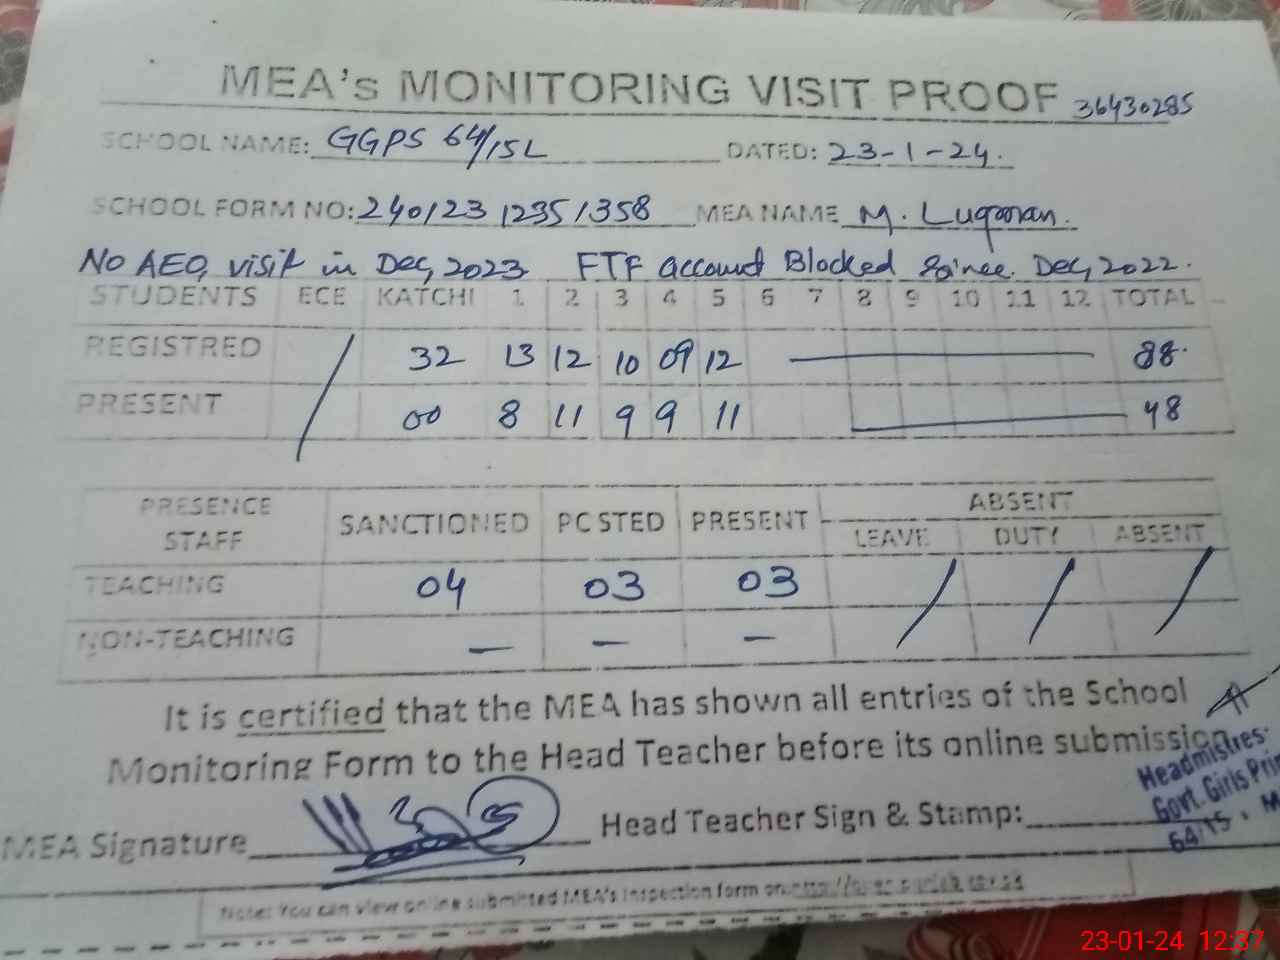 MEA's MONITORING VISIT PROOF 36430285
SCHOOL NAME: GGPS 64/15L DATED: 23-1-24.
SCHOOL FORM NO: 240123 1235 1358 MEA NAME M. Luqman.
No AEO, visit in Dec, 2023 FTF account Blocked Since Dec, 2022.
STUDENTS ECE KATCHI 1 2 3 4 5 6 7 8 9 10 11 12 TOTAL
REGISTRED / 32 13 12 10 09 12 — 88.
PRESENT 00 8 11 9 9 11 — 48
PRESENCE STAFF SANCTIONED POSTED PRESENT ABSENT
LEAVE DUTY ABSENT
TEACHING 04 03 03 / / /
NON-TEACHING — — —
It is certified that the MEA has shown all entries of the School
Monitoring Form to the Head Teacher before its online submission.
Headmistres
Govt. Girls Pri
64/15
MEA Signature Head Teacher Sign & Stamp:
Note: You can view online submitted MEA's inspection form on
23-01-24 12:37